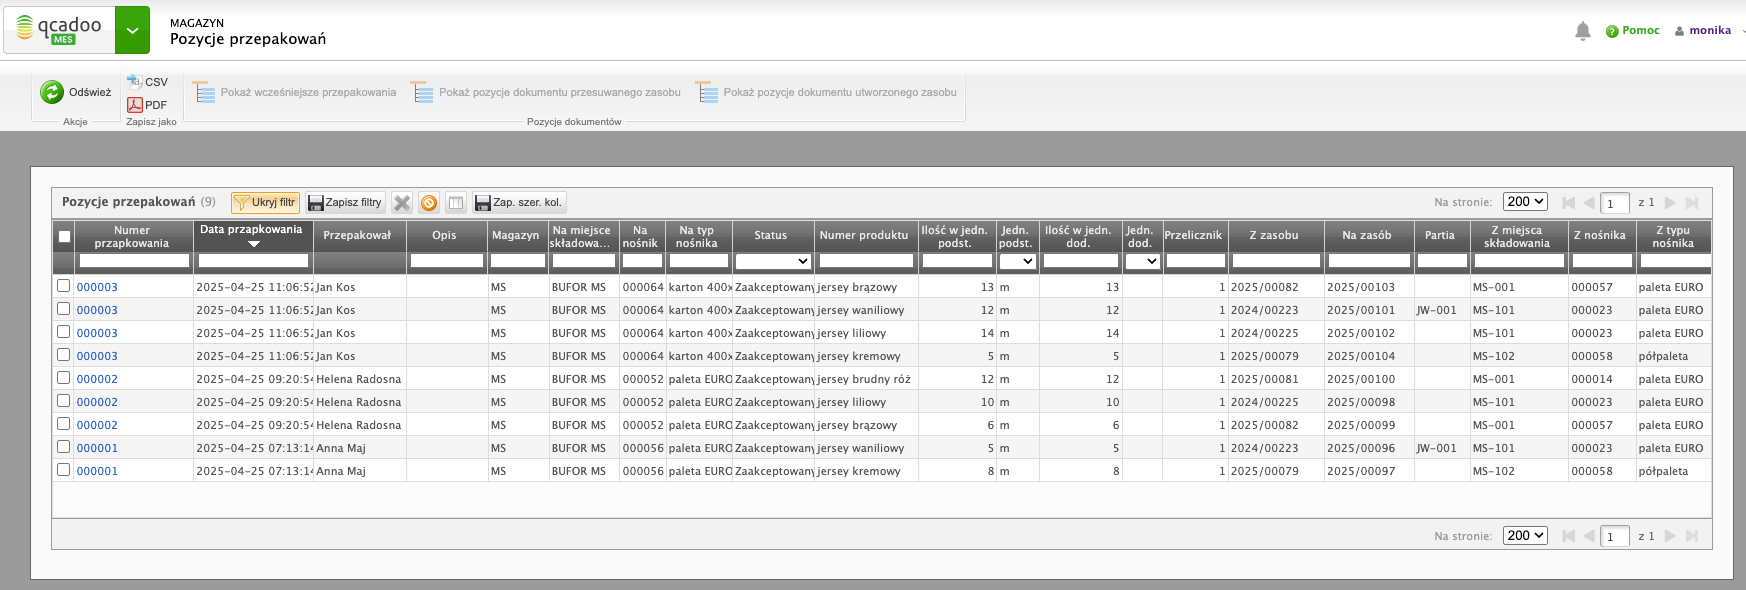 qcadoo
MES
MAGAZYN
Pozycje przepakowań
Pomoc
monika
Odśwież
Akcje
CSV
PDF
Zapisz jako
Pokaż wcześniejsze przepakowania
Pokaż pozycje dokumentu przesuwanego zasobu
Pokaż pozycje dokumentu utworzonego zasobu
Pozycje dokumentów
Pozycje przepakowań (9) Ukryj filtr Zapisz filtry Zap. szer. kol. Na stronie: 200 1 z 1
Numer przapkowania Data przapkowania Przepakował Opis Magazyn Na miejsce składowa... Na nośnik Na typ nośnika Status Numer produktu Ilość w jedn. podst. Jedn. podst. Ilość w jedn. dod. Jedn. dod. Przelicznik Z zasobu Na zasób Partia Z miejsca składowania Z nośnika Z typu nośnika
000003 2025-04-25 11:06:52 Jan Kos MS BUFOR MS 000064 karton 400x Zaakceptowany jersey brązowy 13 m 13 1 2025/00082 2025/00103 MS-001 000057 paleta EURO
000003 2025-04-25 11:06:52 Jan Kos MS BUFOR MS 000064 karton 400x Zaakceptowany jersey waniliowy 12 m 12 1 2024/00223 2025/00101 JW-001 MS-101 000023 paleta EURO
000003 2025-04-25 11:06:52 Jan Kos MS BUFOR MS 000064 karton 400x Zaakceptowany jersey liliowy 14 m 14 1 2024/00225 2025/00102 MS-101 000023 paleta EURO
000003 2025-04-25 11:06:52 Jan Kos MS BUFOR MS 000064 karton 400x Zaakceptowany jersey kremowy 5 m 5 1 2025/00079 2025/00104 MS-102 000058 półpaleta
000002 2025-04-25 09:20:54 Helena Radosna MS BUFOR MS 000052 paleta EURO Zaakceptowany jersey brudny róż 12 m 12 1 2025/00081 2025/00100 MS-001 000014 paleta EURO
000002 2025-04-25 09:20:54 Helena Radosna MS BUFOR MS 000052 paleta EURO Zaakceptowany jersey liliowy 10 m 10 1 2024/00225 2025/00098 MS-101 000023 paleta EURO
000002 2025-04-25 09:20:54 Helena Radosna MS BUFOR MS 000052 paleta EURO Zaakceptowany jersey brązowy 6 m 6 1 2025/00082 2025/00099 MS-001 000057 paleta EURO
000001 2025-04-25 07:13:14 Anna Maj MS BUFOR MS 000056 paleta EURO Zaakceptowany jersey waniliowy 5 m 5 1 2024/00223 2025/00096 JW-001 MS-101 000023 paleta EURO
000001 2025-04-25 07:13:14 Anna Maj MS BUFOR MS 000056 paleta EURO Zaakceptowany jersey kremowy 8 m 8 1 2025/00079 2025/00097 MS-102 000058 półpaleta
Na stronie: 200 1 z 1